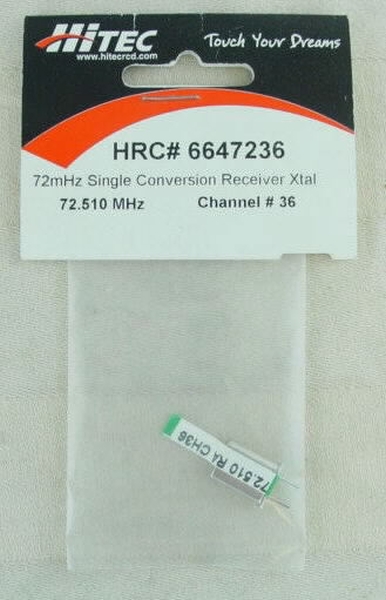 HiTEC
www.hitecrcd.com
Touch Your Dreams
HRC# 6647236
72mHz Single Conversion Receiver Xtal
72.510 MHz Channel # 36
72.510 RA CH36